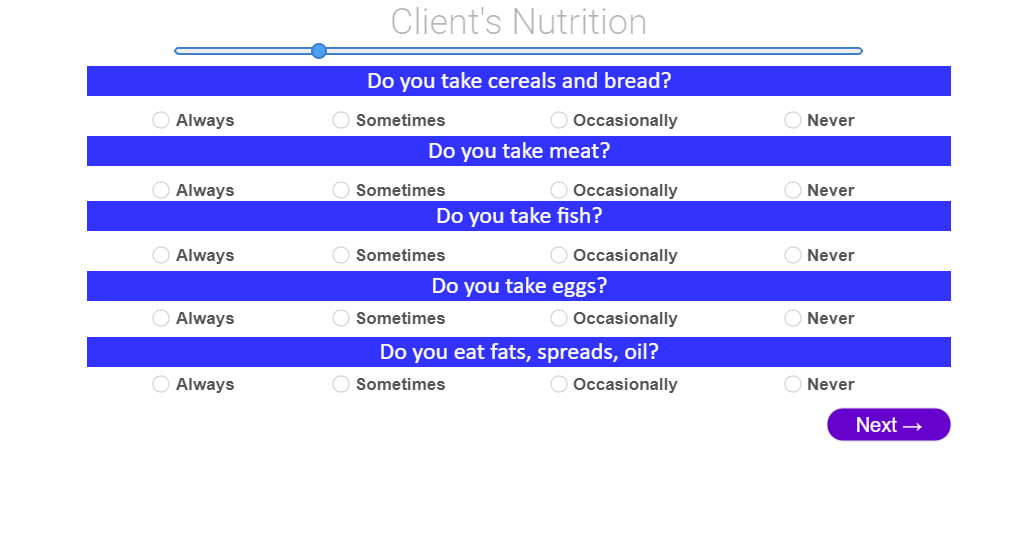 Client's Nutrition
Do you take cereals and bread?
Always Sometimes Occasionally Never
Do you take meat?
Always Sometimes Occasionally Never
Do you take fish?
Always Sometimes Occasionally Never
Do you take eggs?
Always Sometimes Occasionally Never
Do you eat fats, spreads, oil?
Always Sometimes Occasionally Never
Next →